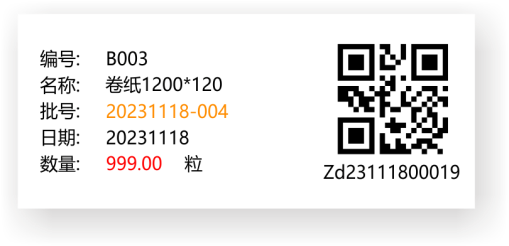 编号: B003
名称: 卷纸1200*120
批号: 20231118-004
日期: 20231118
数量: 999.00 粒
Zd23111800019